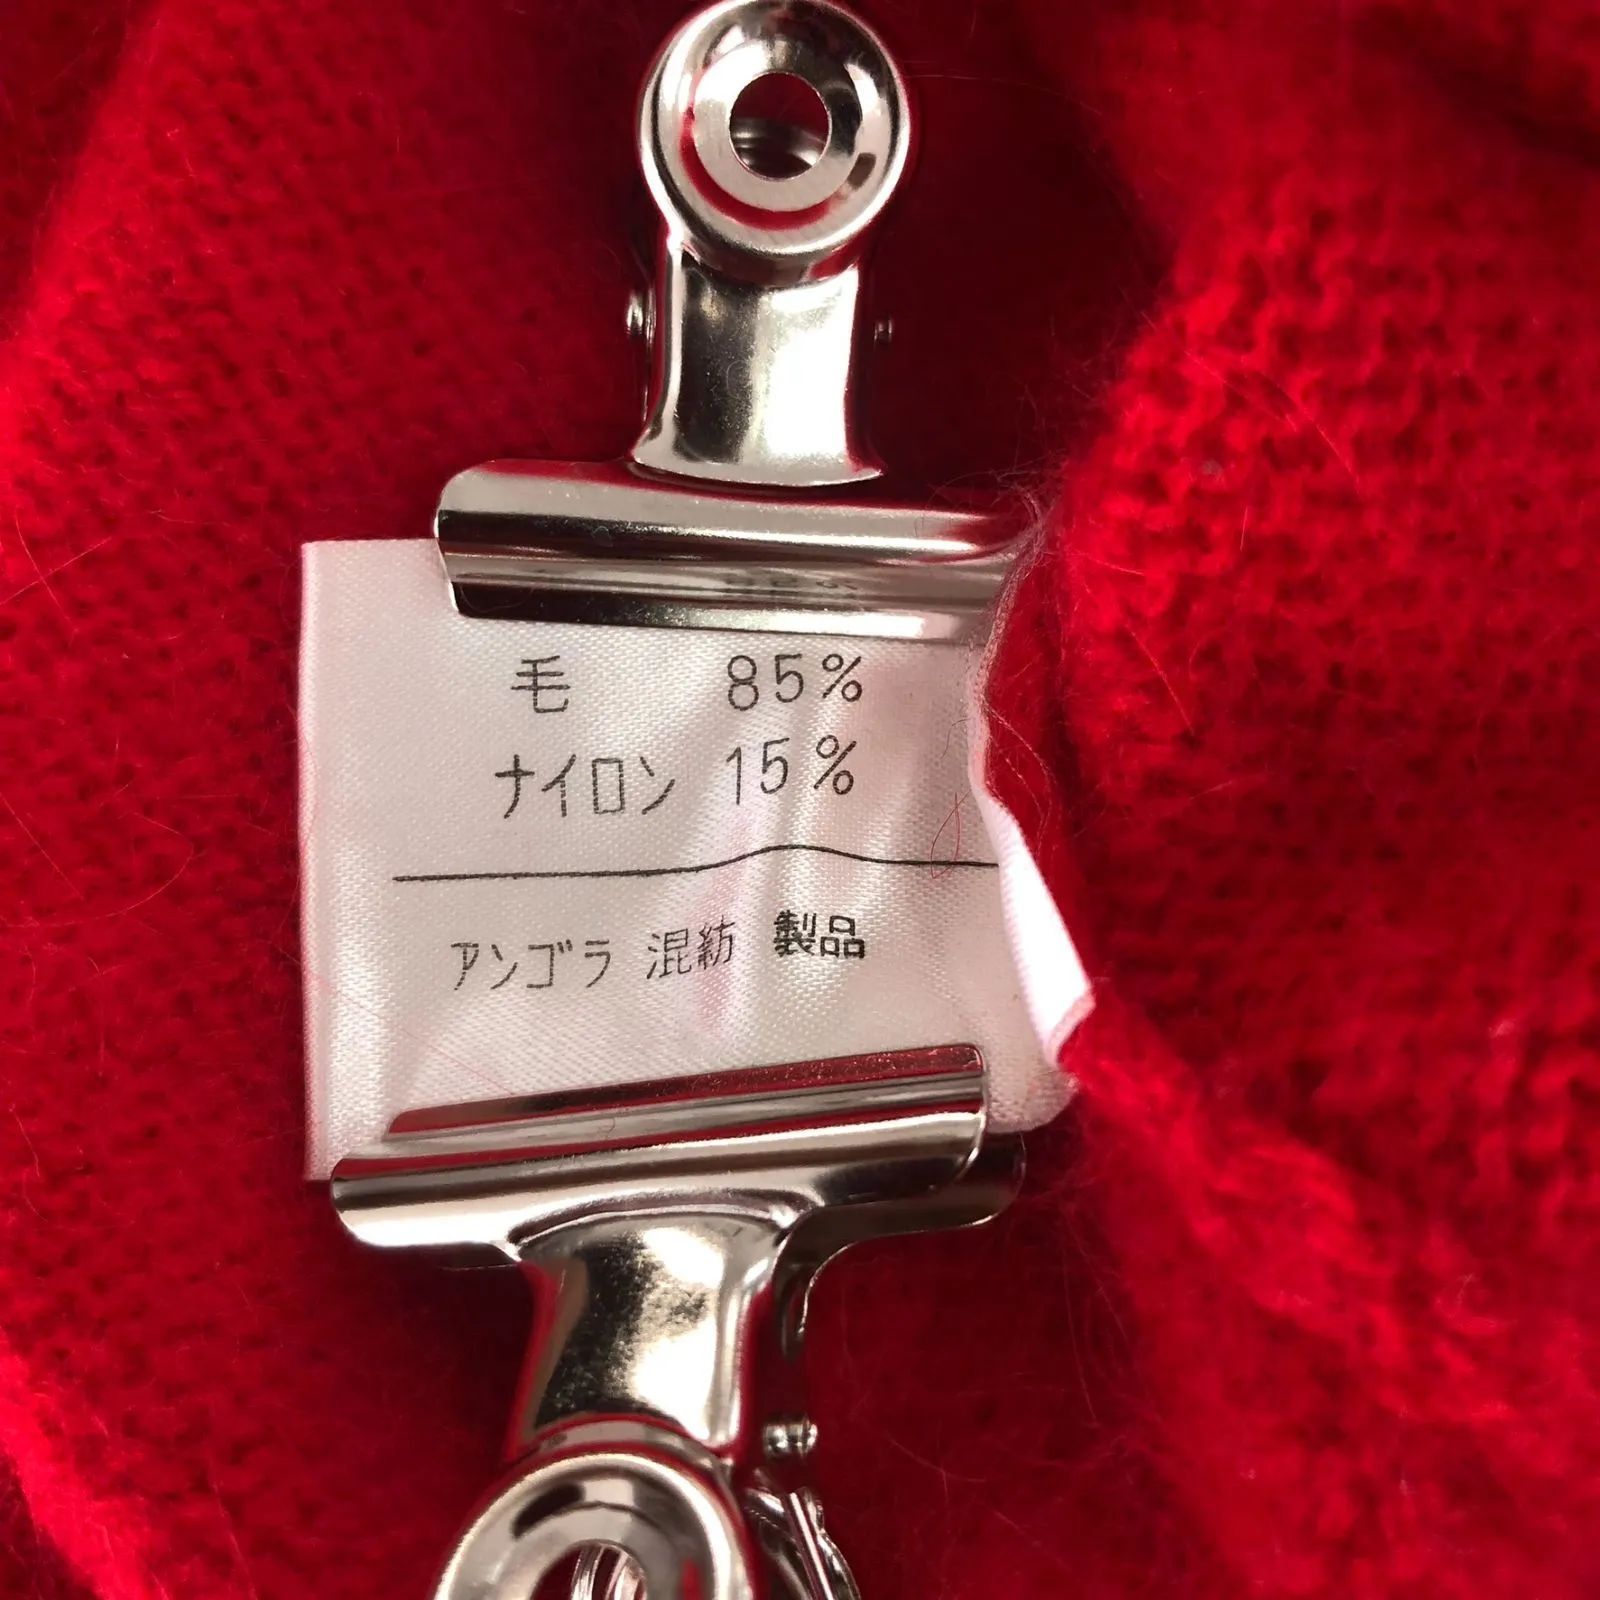 毛 85%
ナイロン 15%
アンゴラ 混紡 製品